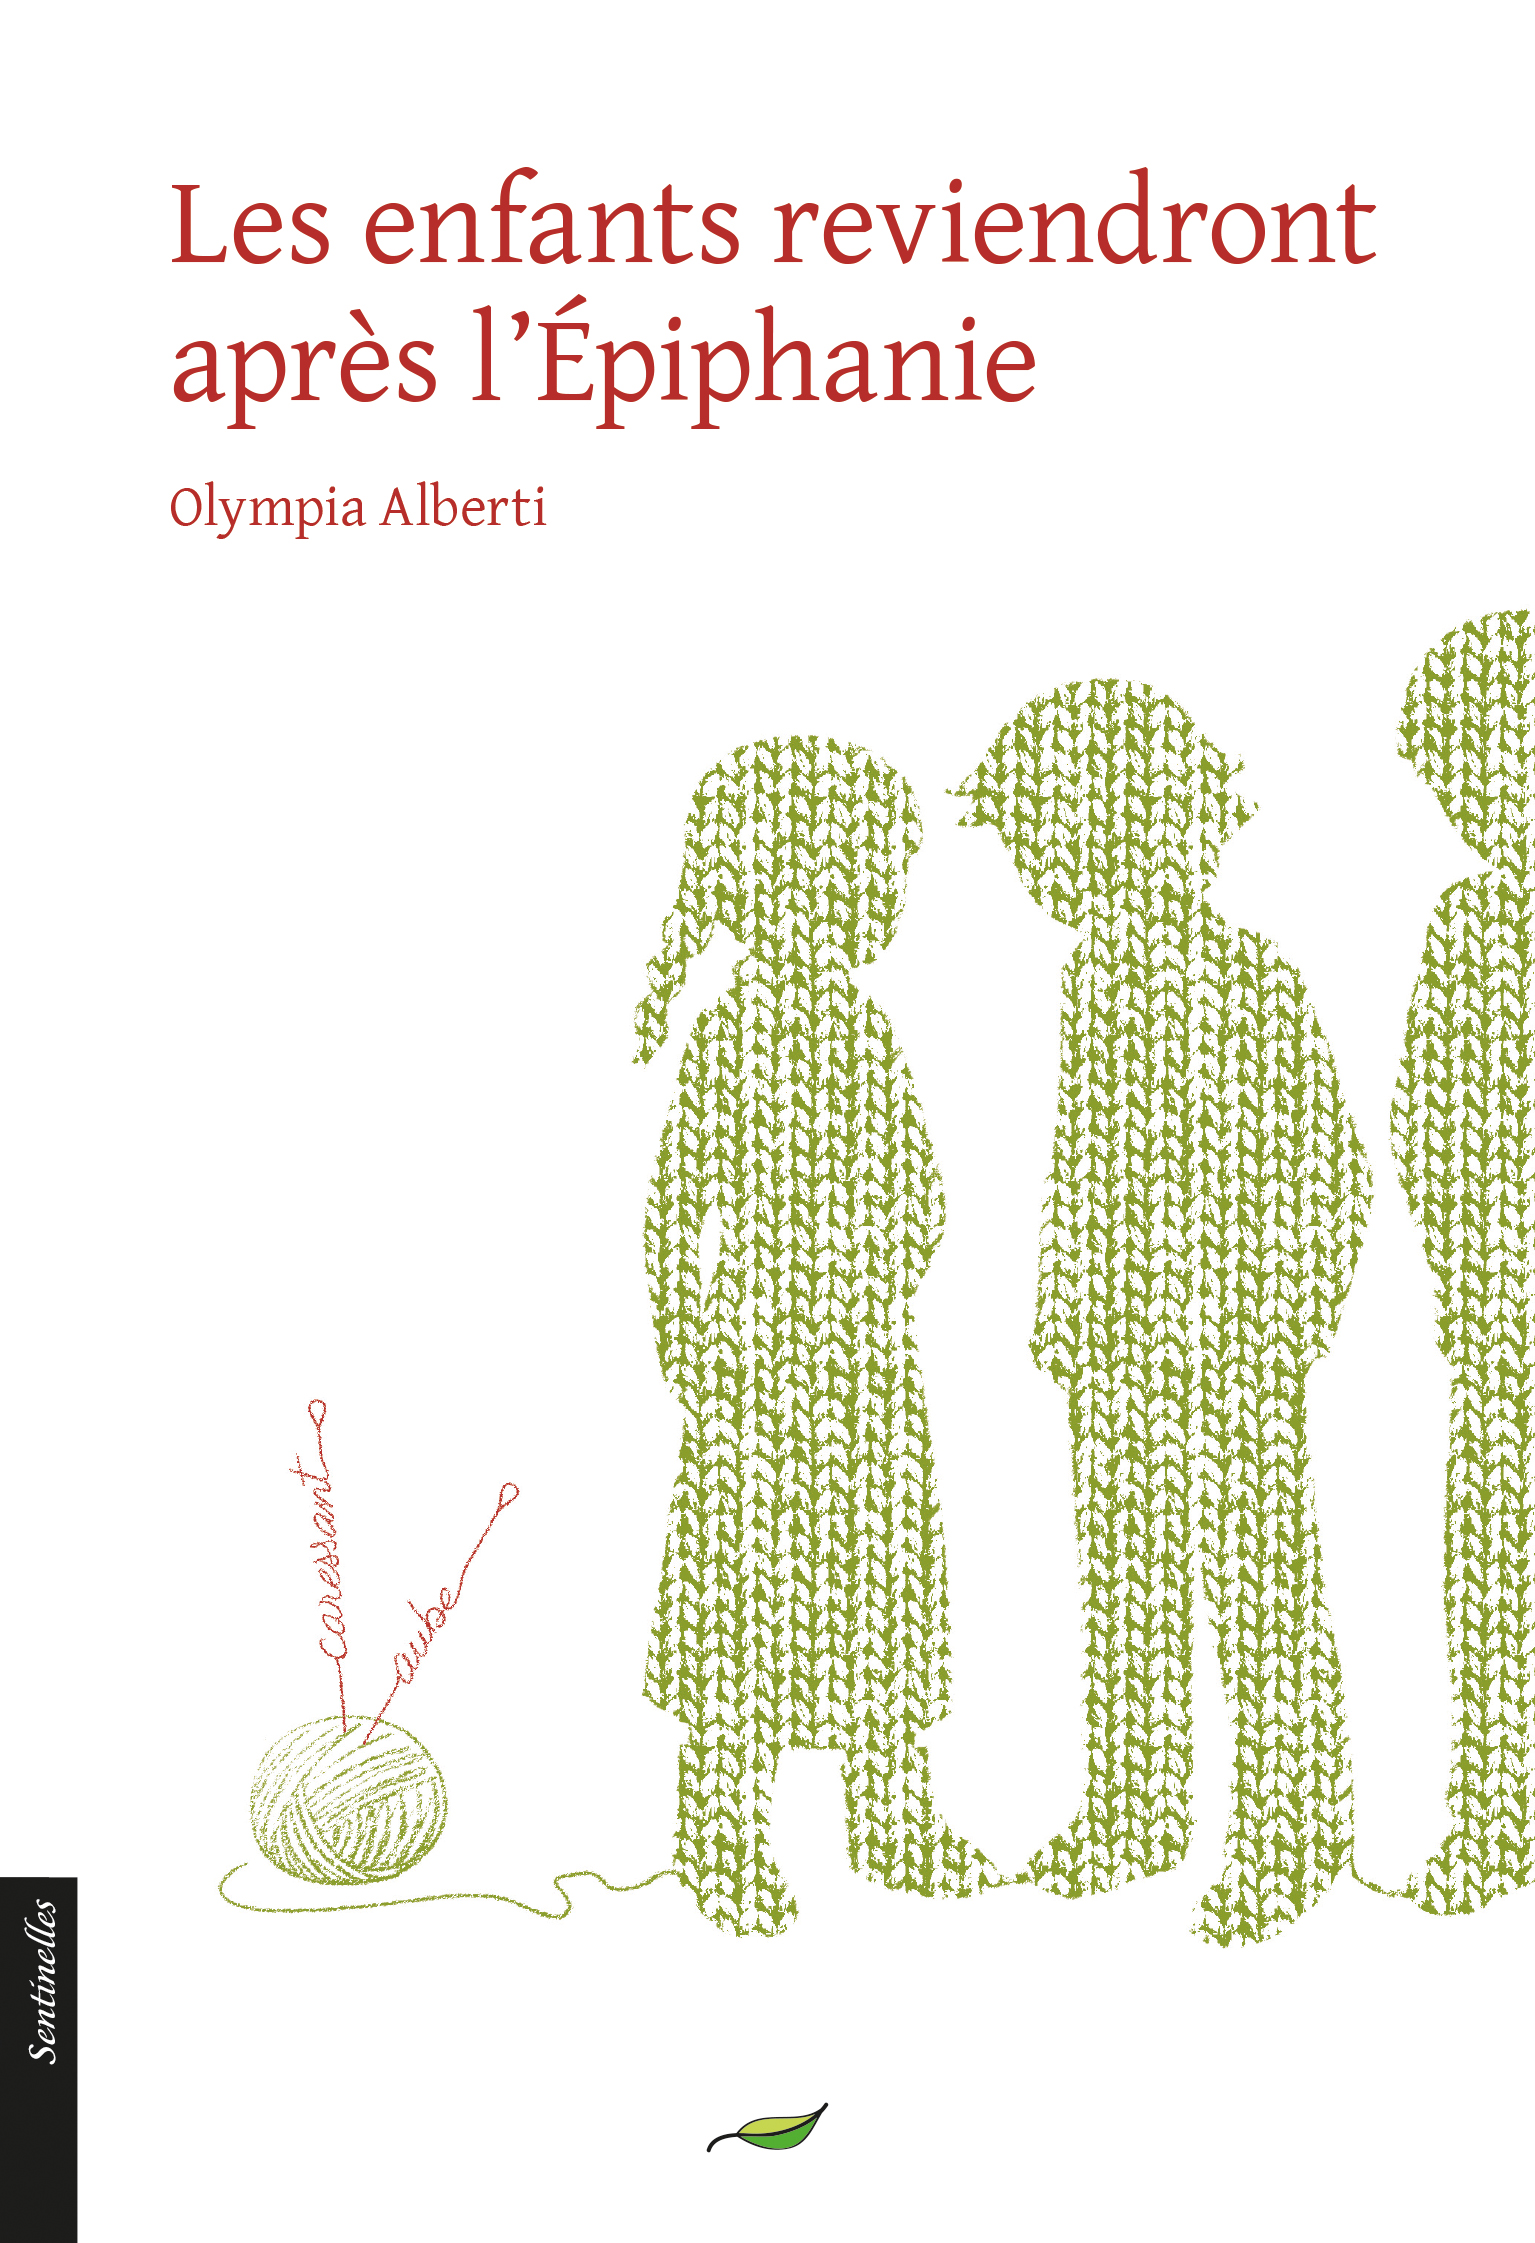 Les enfants reviendront
après l’Épiphanie
Olympia Alberti
caressant
aube
Sentinelles